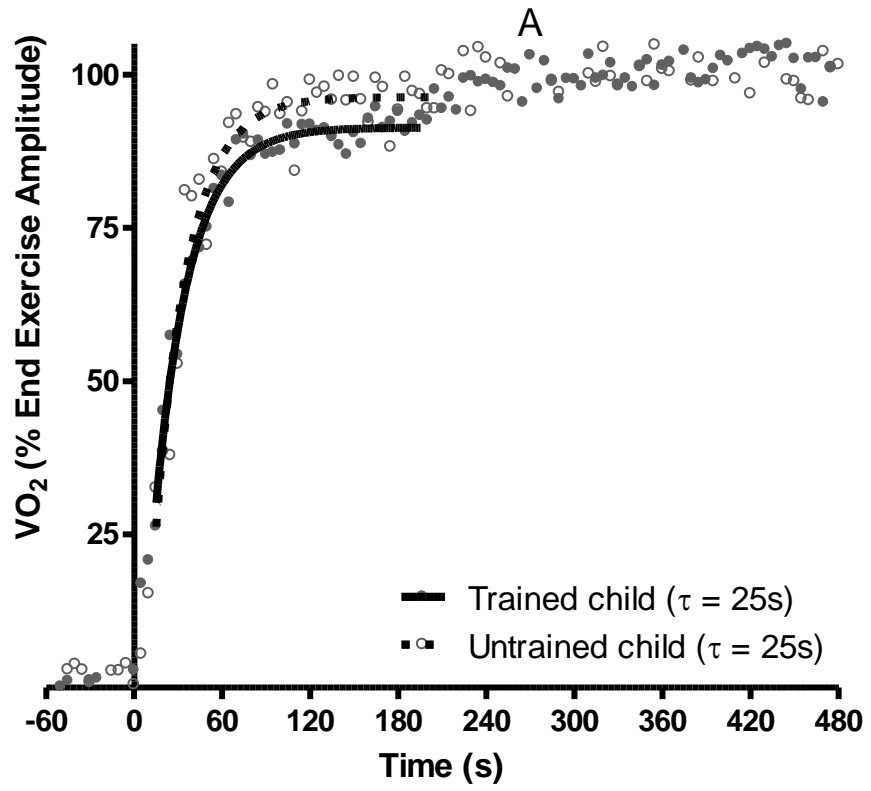 A
VO₂ (% End Exercise Amplitude)
100
75
50
25
Trained child (τ = 25s)
Untrained child (τ = 25s)
-60 0 60 120 180 240 300 360 420 480
Time (s)